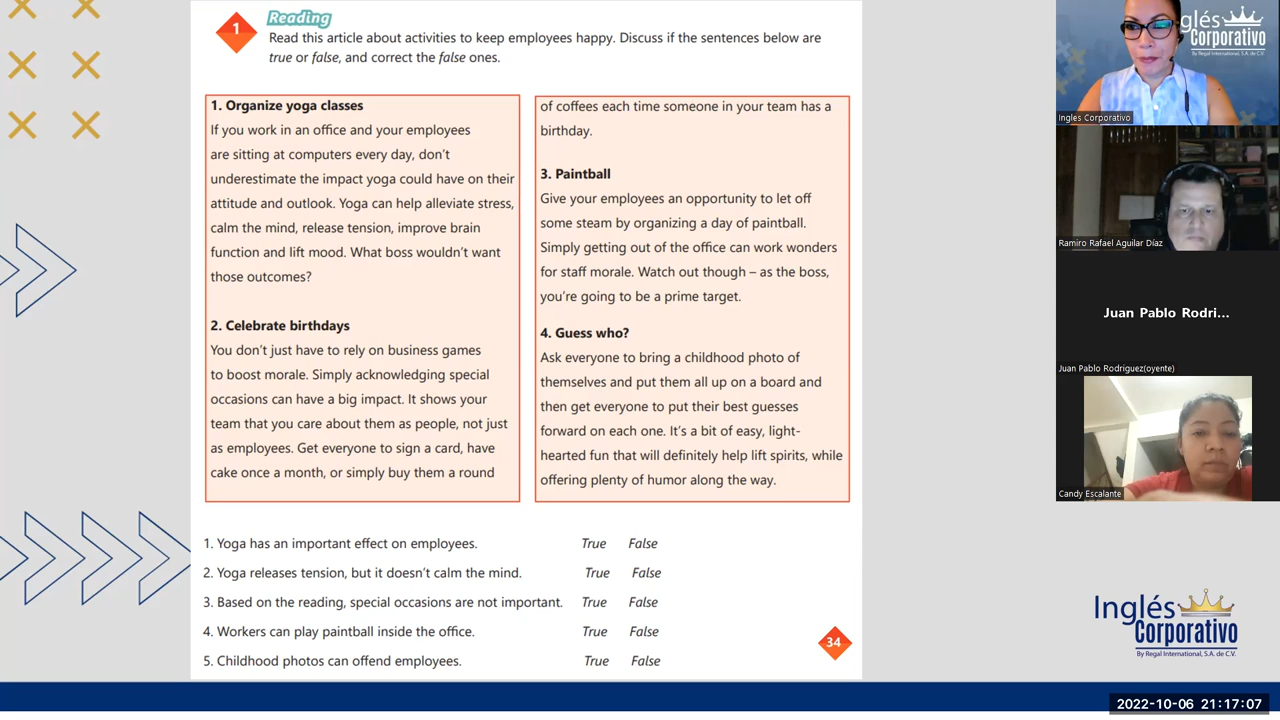 1
Reading
Read this article about activities to keep employees happy. Discuss if the sentences below are
true or false, and correct the false ones.
1. Organize yoga classes
If you work in an office and your employees
are sitting at computers every day, don't
underestimate the impact yoga could have on their
attitude and outlook. Yoga can help alleviate stress,
calm the mind, release tension, improve brain
function and lift mood. What boss wouldn't want
those outcomes?
2. Celebrate birthdays
You don't just have to rely on business games
to boost morale. Simply acknowledging special
occasions can have a big impact. It shows your
team that you care about them as people, not just
as employees. Get everyone to sign a card, have
cake once a month, or simply buy them a round
of coffees each time someone in your team has a
birthday.
3. Paintball
Give your employees an opportunity to let off
some steam by organizing a day of paintball.
Simply getting out of the office can work wonders
for staff morale. Watch out though – as the boss,
you're going to be a prime target.
4. Guess who?
Ask everyone to bring a childhood photo of
themselves and put them all up on a board and
then get everyone to put their best guesses
forward on each one. It's a bit of easy, light-
hearted fun that will definitely help lift spirits, while
offering plenty of humor along the way.
1. Yoga has an important effect on employees. True False
2. Yoga releases tension, but it doesn't calm the mind. True False
3. Based on the reading, special occasions are not important. True False
4. Workers can play paintball inside the office. True False
5. Childhood photos can offend employees. True False
34
glés
Corporativo
By Regal International, S.A. de C.V.
Ingles Corporativo
Ramiro Rafael Aguilar Díaz
Juan Pablo Rodri...
Juan Pablo Rodriguez(oyente)
Candy Escalante
Inglés
Corporativo
By Regal International, S.A. de C.V.
2022-10-06 21:17:07